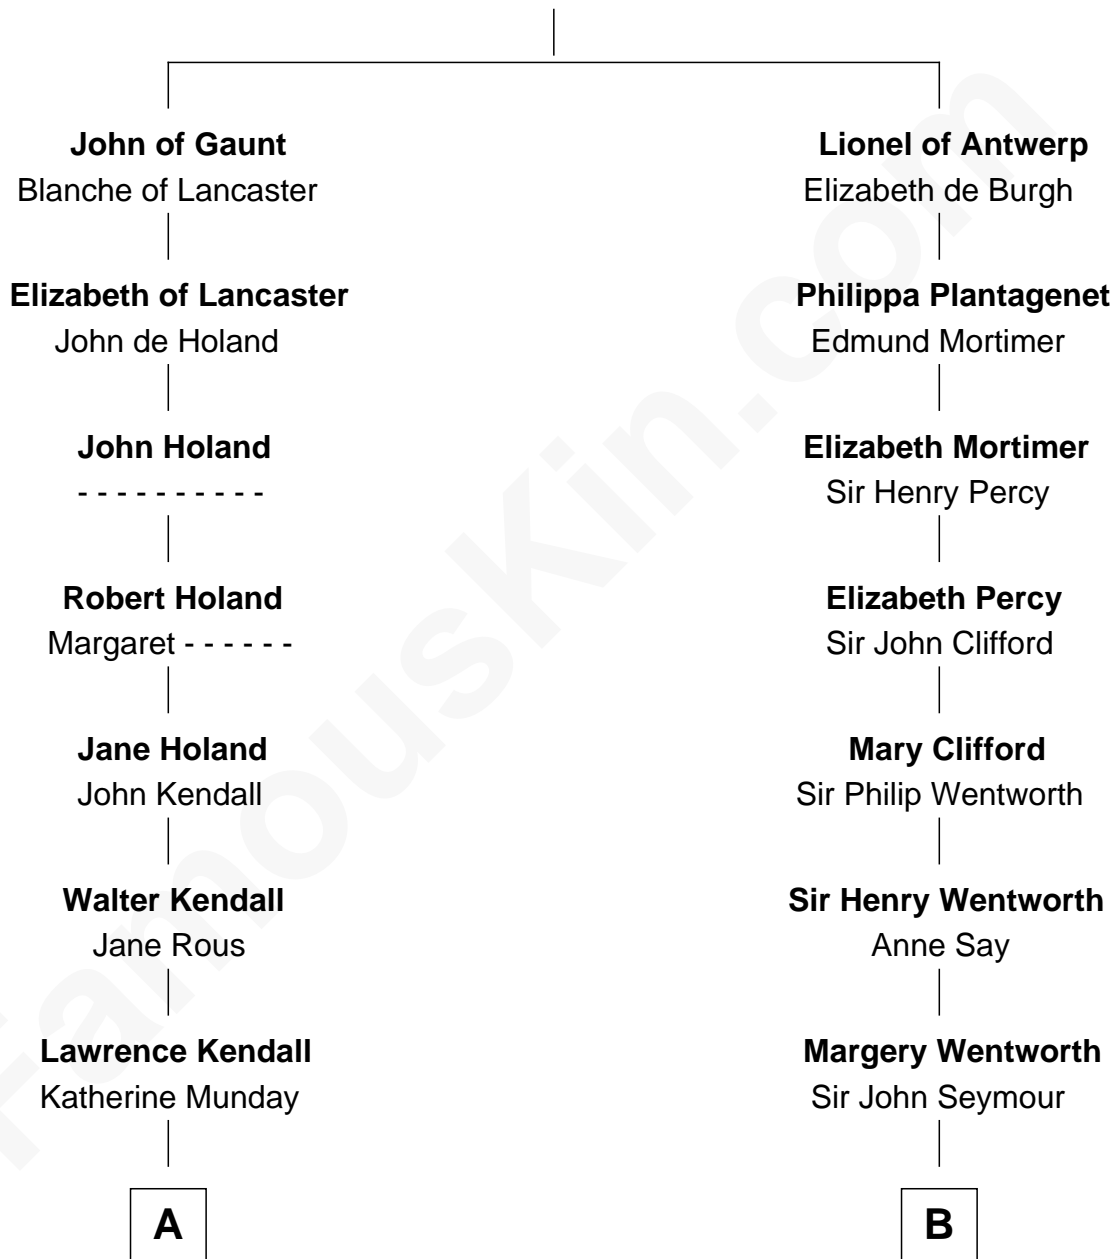 John of Gaunt
Blanche of Lancaster
Elizabeth of Lancaster
John de Holand
John Holand
- - - - - - - - - -
Robert Holand
Margaret - - - - - -
Jane Holand
John Kendall
Walter Kendall
Jane Rous
Lawrence Kendall
Katherine Munday
A
Lionel of Antwerp
Elizabeth de Burgh
Philippa Plantagenet
Edmund Mortimer
Elizabeth Mortimer
Sir Henry Percy
Elizabeth Percy
Sir John Clifford
Mary Clifford
Sir Philip Wentworth
Sir Henry Wentworth
Anne Say
Margery Wentworth
Sir John Seymour
B
FamousKin.com